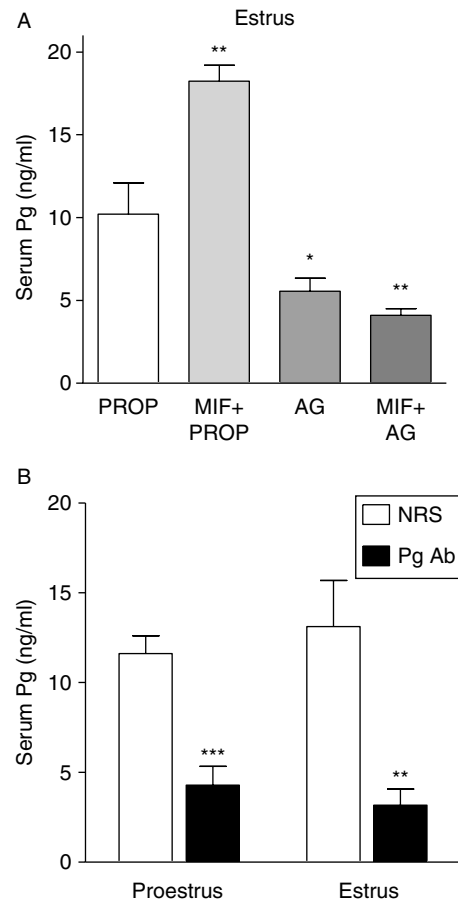 A
Estrus
Serum Pg (ng/ml)
20
15
10
5
0
**
*
**
PROP
MIF+
PROP
AG
MIF+
AG
B
Serum Pg (ng/ml)
20
15
10
5
0
NRS
Pg Ab
***
**
Proestrus
Estrus